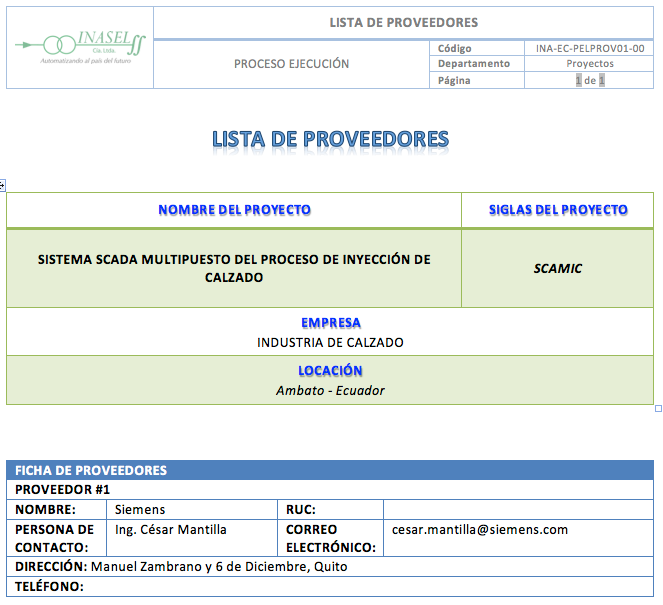 INASEL
Cía. Ltda.
Automatizando al país del futuro
LISTA DE PROVEEDORES
PROCESO EJECUCIÓN
Código INA-EC-PELPROV01-00
Departamento Proyectos
Página 1 de 1
LISTA DE PROVEEDORES
NOMBRE DEL PROYECTO SIGLAS DEL PROYECTO
SISTEMA SCADA MULTIPUESTO DEL PROCESO DE INYECCIÓN DE
CALZADO
SCAMIC
EMPRESA
INDUSTRIA DE CALZADO
LOCACIÓN
Ambato - Ecuador
FICHA DE PROVEEDORES
PROVEEDOR #1
NOMBRE: Siemens RUC:
PERSONA DE CONTACTO: Ing. César Mantilla CORREO ELECTRÓNICO: cesar.mantilla@siemens.com
DIRECCIÓN: Manuel Zambrano y 6 de Diciembre, Quito
TELÉFONO: